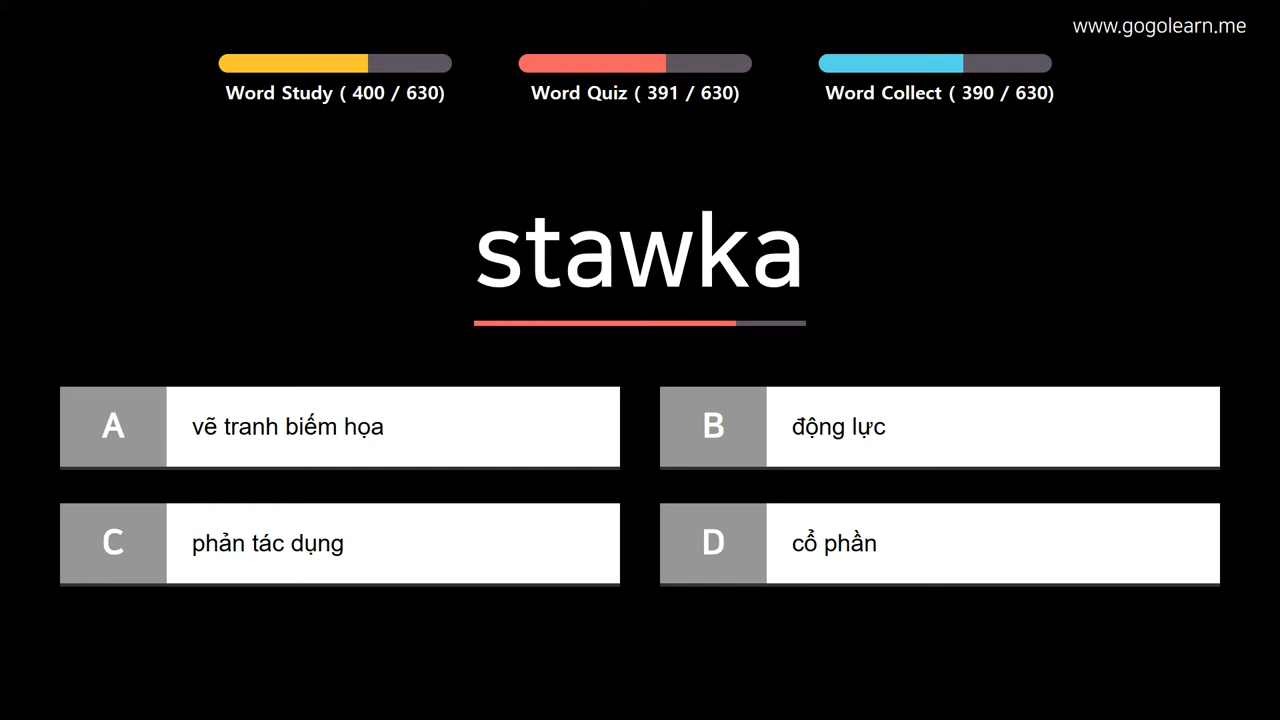 www.gogolearn.me
Word Study ( 400 / 630)
Word Quiz ( 391 / 630)
Word Collect ( 390 / 630)
stawka
A
vẽ tranh biếm họa
B
động lực
C
phản tác dụng
D
cổ phần